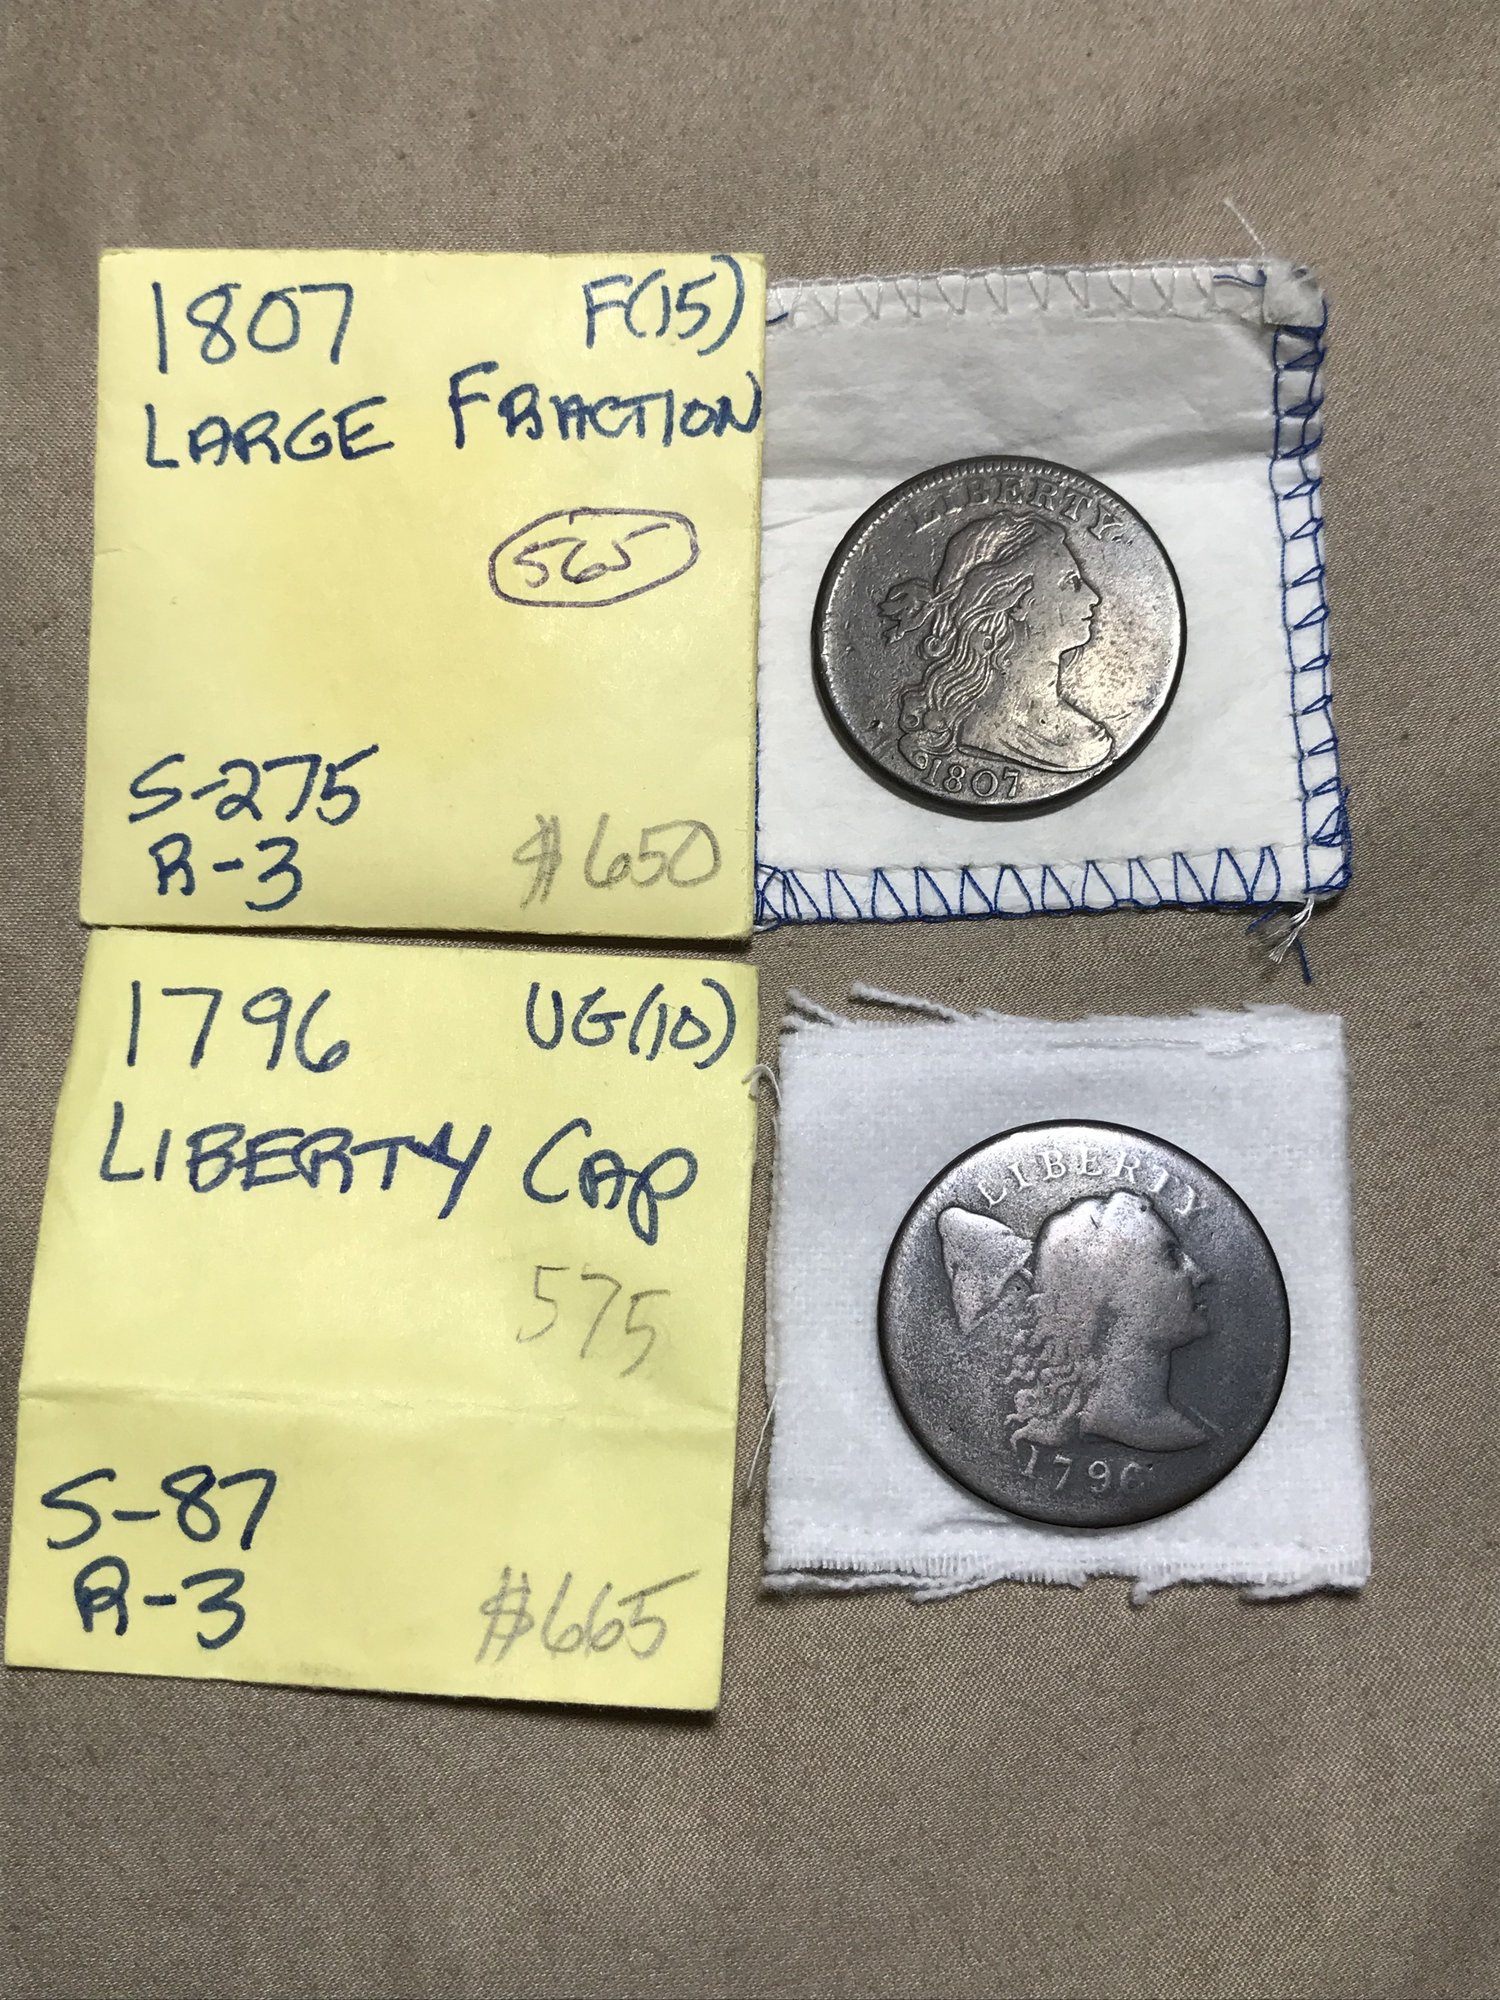 1807 F(15)
LARGE FRACTION
565
S-275
R-3 $650
LIBERTY
1807
1796 VG(10)
LIBERTY CAP
575
S-87
R-3 $665
LIBERTY
1796